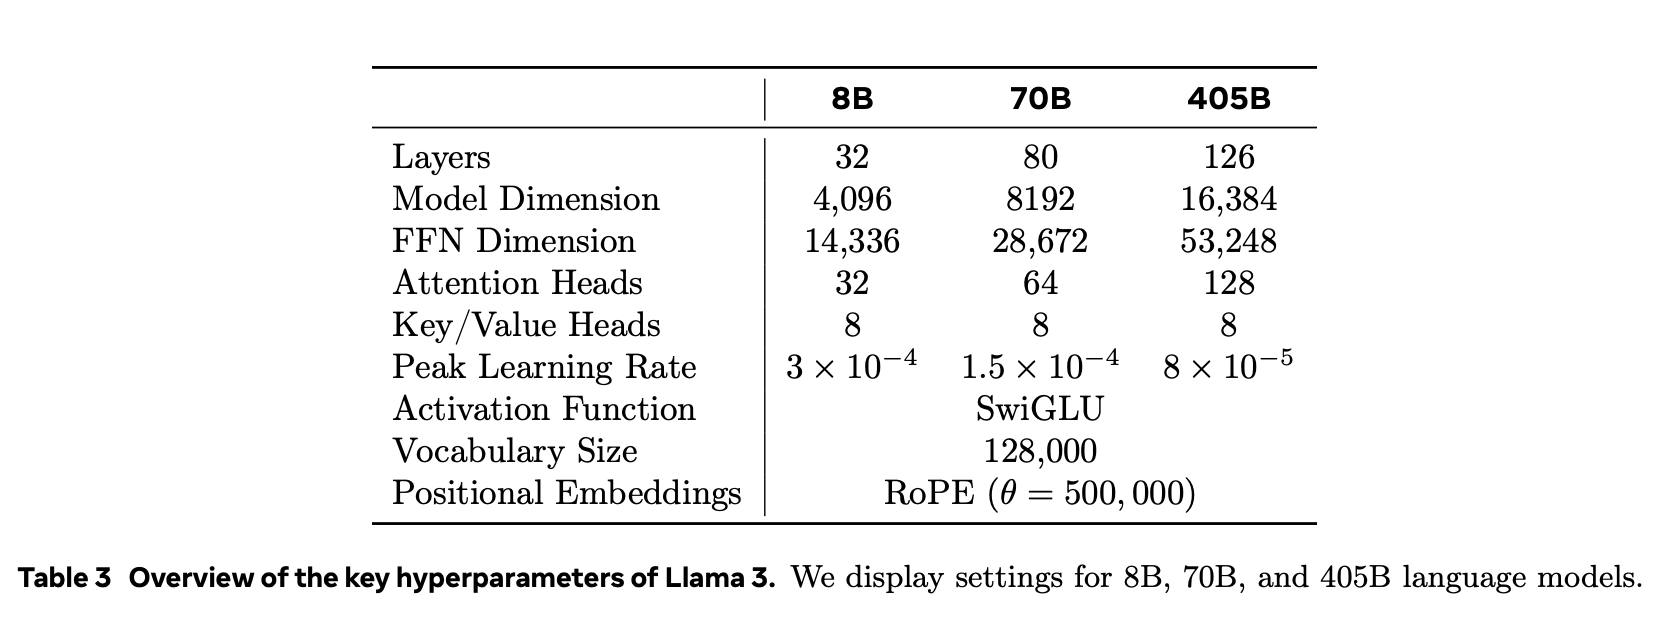 8B 70B 405B
Layers 32 80 126
Model Dimension 4,096 8192 16,384
FFN Dimension 14,336 28,672 53,248
Attention Heads 32 64 128
Key/Value Heads 8 8 8
Peak Learning Rate 3 × 10⁻⁴ 1.5 × 10⁻⁴ 8 × 10⁻⁵
Activation Function SwiGLU
Vocabulary Size 128,000
Positional Embeddings RoPE (θ = 500, 000)
Table 3 Overview of the key hyperparameters of Llama 3. We display settings for 8B, 70B, and 405B language models.